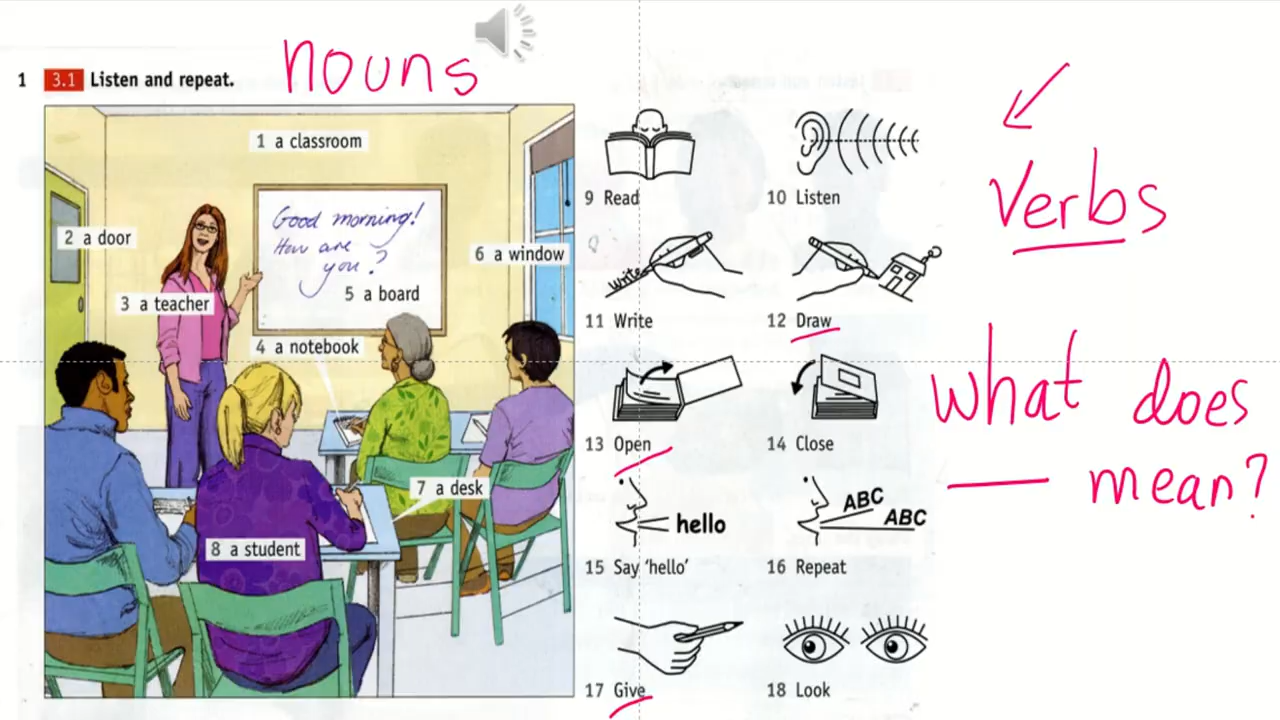 nouns
1 3.1 Listen and repeat.
1 a classroom
2 a door
Good morning!
How are
you?
6 a window
3 a teacher
5 a board
4 a notebook
7 a desk
8 a student
verbs
9 Read
10 Listen
write
11 Write
12 Draw
13 Open
14 Close
what does
mean?
hello
ABC
ABC
15 Say ‘hello’
16 Repeat
17 Give
18 Look